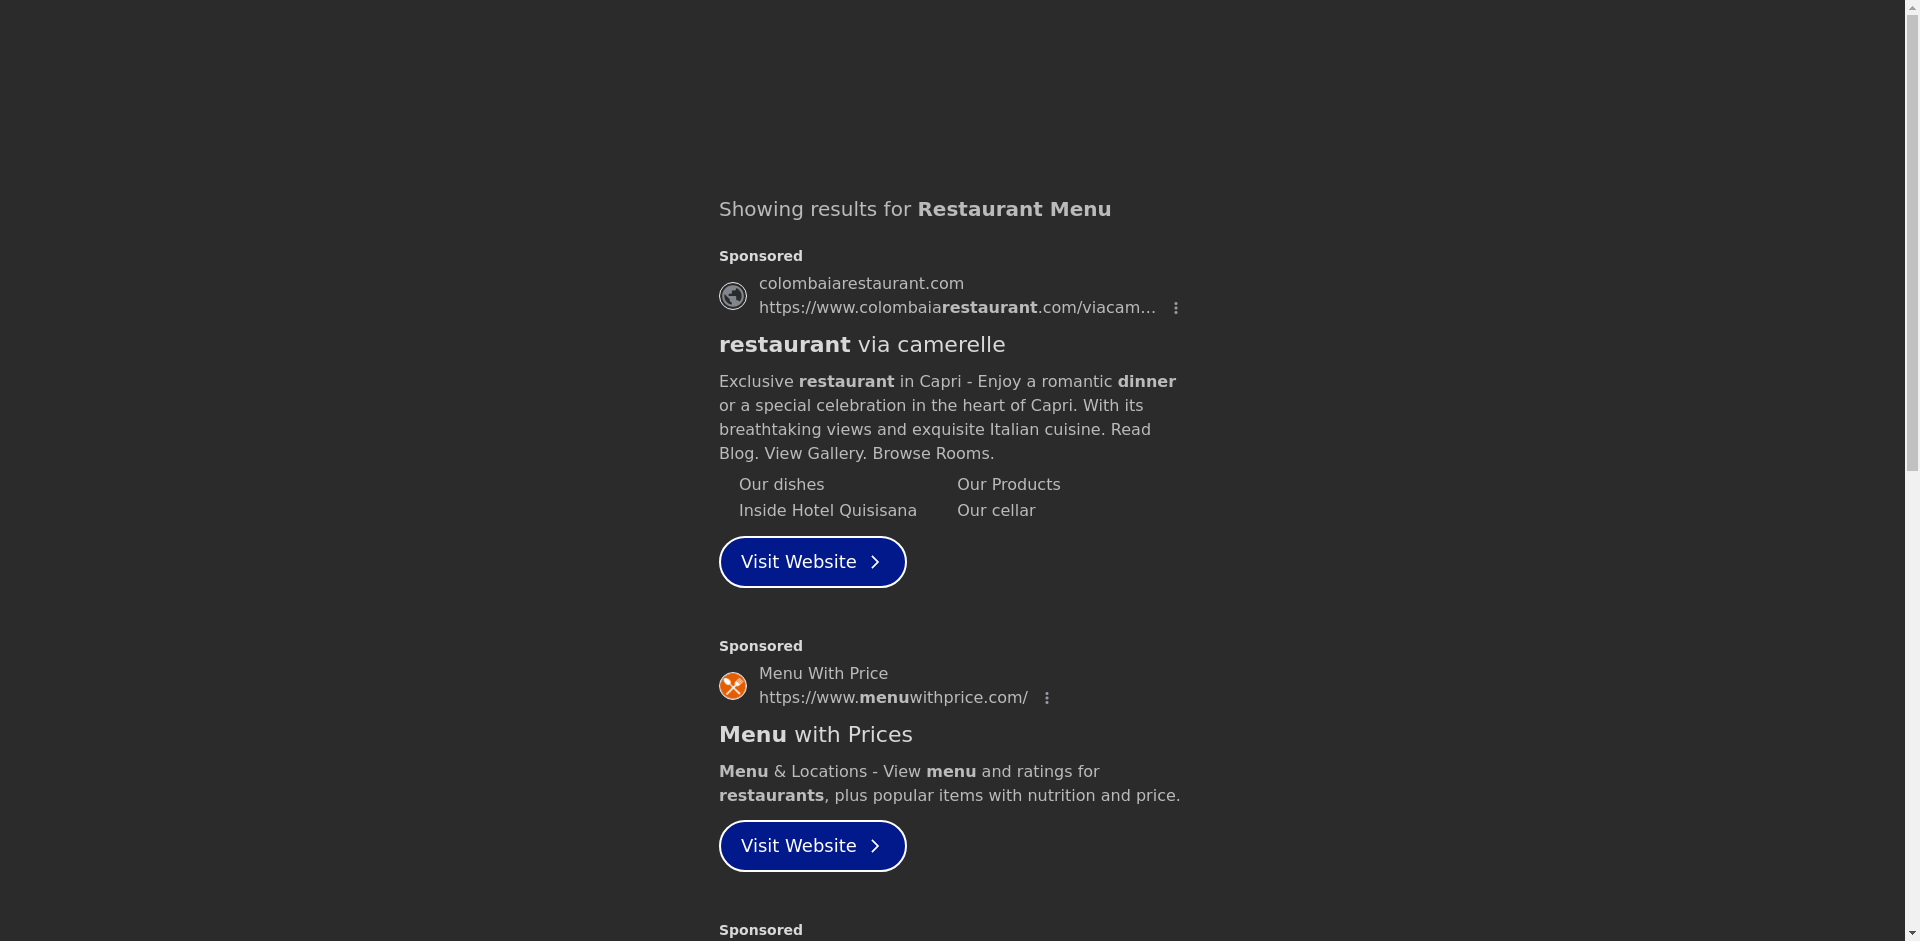 Showing results for Restaurant Menu
Sponsored
colombaiarestaurant.com
https://www.colombaiarestaurant.com/viacam...
restaurant via camerelle
Exclusive restaurant in Capri - Enjoy a romantic dinner
or a special celebration in the heart of Capri. With its
breathtaking views and exquisite Italian cuisine. Read
Blog. View Gallery. Browse Rooms.
Our dishes
Our Products
Inside Hotel Quisisana
Our cellar
Visit Website
Sponsored
Menu With Price
https://www.menuwithprice.com/
Menu with Prices
Menu & Locations - View menu and ratings for
restaurants, plus popular items with nutrition and price.
Visit Website
Sponsored